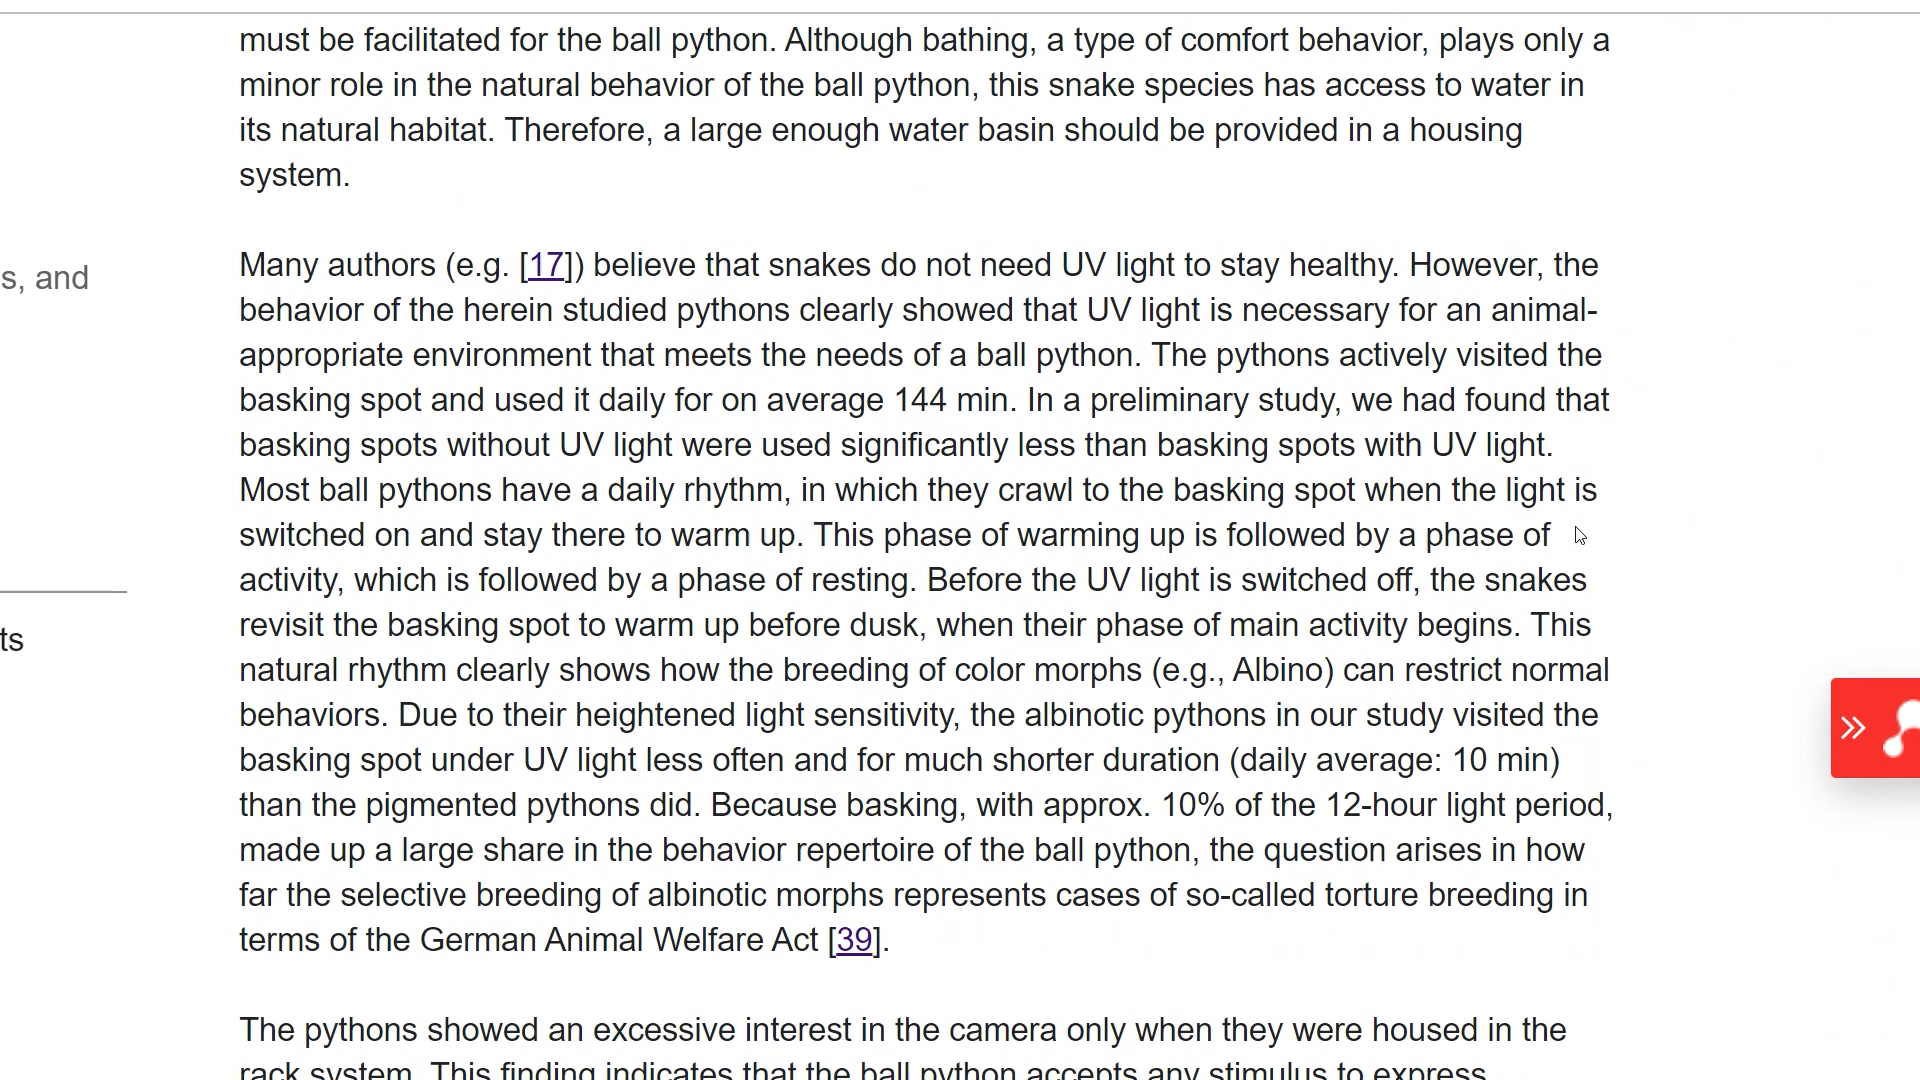 must be facilitated for the ball python. Although bathing, a type of comfort behavior, plays only a
minor role in the natural behavior of the ball python, this snake species has access to water in
its natural habitat. Therefore, a large enough water basin should be provided in a housing
system.
s, and
Many authors (e.g. [17]) believe that snakes do not need UV light to stay healthy. However, the
behavior of the herein studied pythons clearly showed that UV light is necessary for an animal-
appropriate environment that meets the needs of a ball python. The pythons actively visited the
basking spot and used it daily for on average 144 min. In a preliminary study, we had found that
basking spots without UV light were used significantly less than basking spots with UV light.
Most ball pythons have a daily rhythm, in which they crawl to the basking spot when the light is
switched on and stay there to warm up. This phase of warming up is followed by a phase of
activity, which is followed by a phase of resting. Before the UV light is switched off, the snakes
revisit the basking spot to warm up before dusk, when their phase of main activity begins. This
ts
natural rhythm clearly shows how the breeding of color morphs (e.g., Albino) can restrict normal
behaviors. Due to their heightened light sensitivity, the albinotic pythons in our study visited the
basking spot under UV light less often and for much shorter duration (daily average: 10 min)
than the pigmented pythons did. Because basking, with approx. 10% of the 12-hour light period,
made up a large share in the behavior repertoire of the ball python, the question arises in how
far the selective breeding of albinotic morphs represents cases of so-called torture breeding in
terms of the German Animal Welfare Act [39].
The pythons showed an excessive interest in the camera only when they were housed in the
rack system. This finding indicates that the ball python accepts any stimulus to express